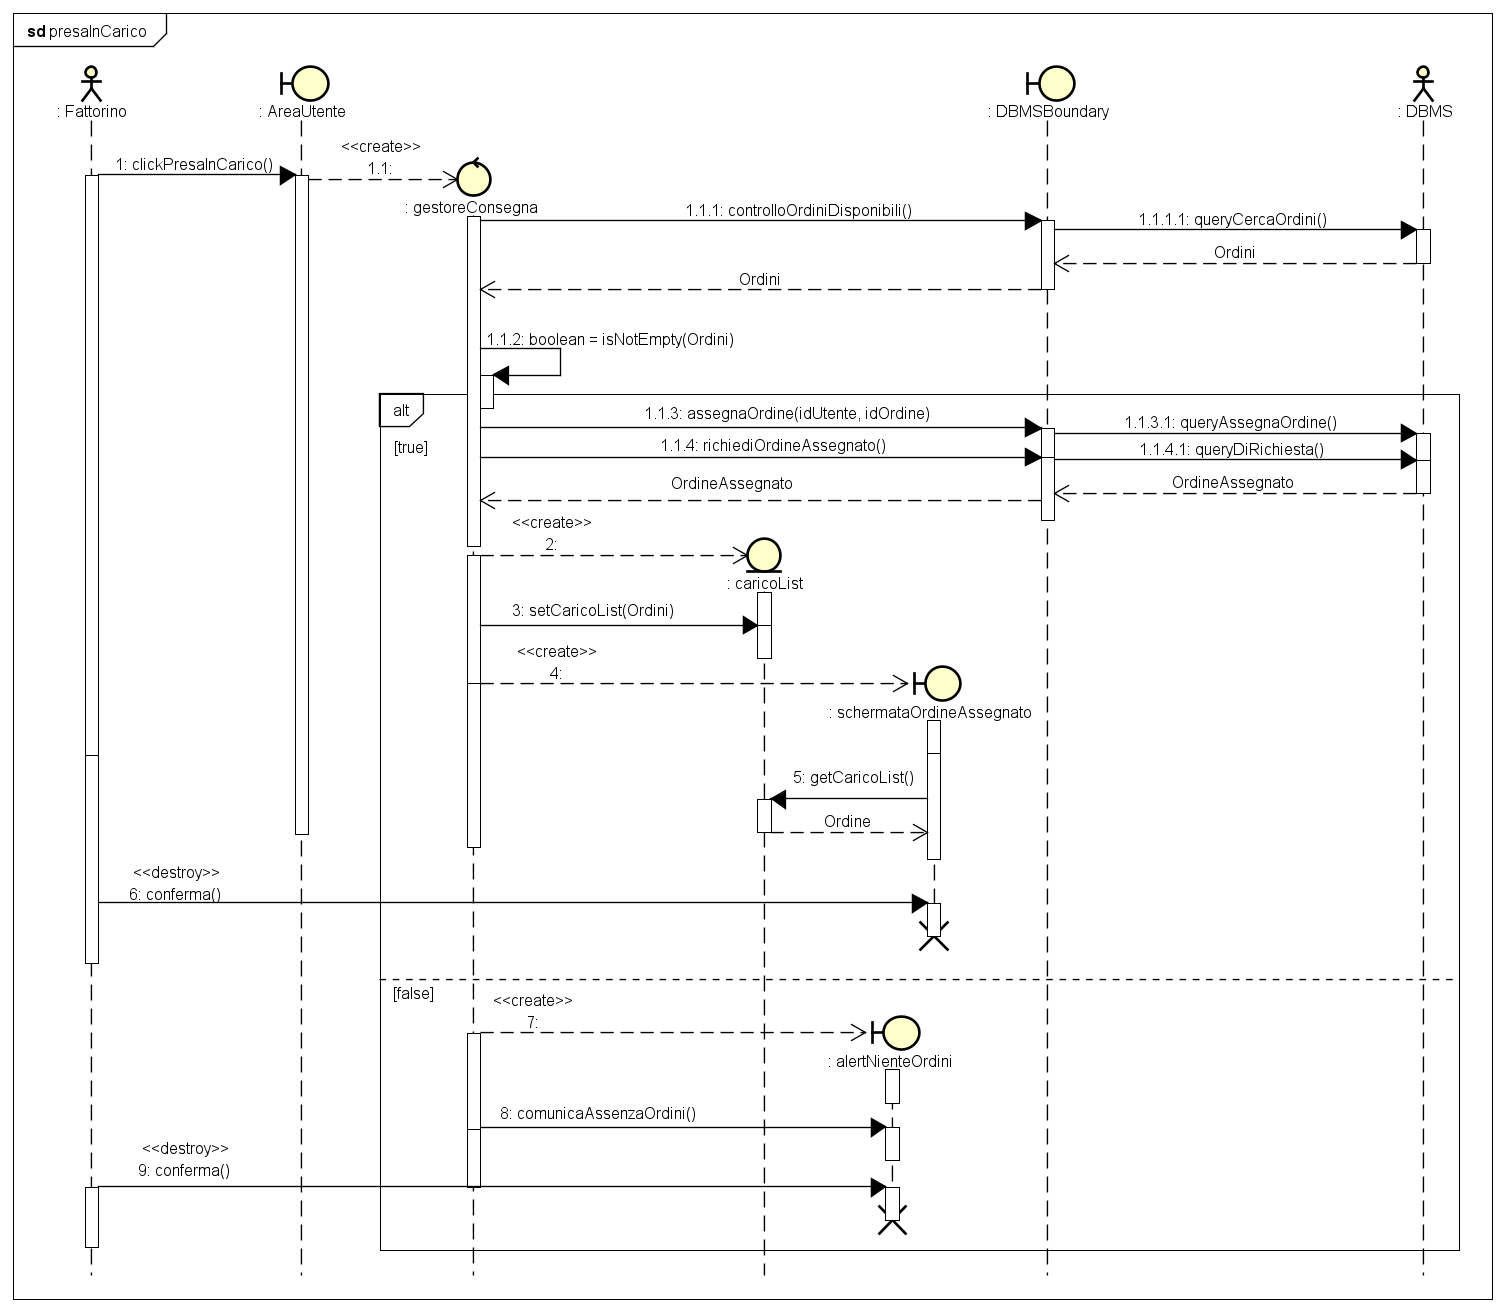 sd presaInCarico
: Fattorino
: AreaUtente
: DBMSBoundary
: DBMS
<<create>>
1: clickPresaInCarico()
1.1:
: gestoreConsegna
1.1.1: controlloOrdiniDisponibili()
1.1.1.1: queryCercaOrdini()
Ordini
Ordini
1.1.2: boolean = isNotEmpty(Ordini)
alt
1.1.3: assegnaOrdine(idUtente, idOrdine)
1.1.3.1: queryAssegnaOrdine()
[true]
1.1.4: richiediOrdineAssegnato()
1.1.4.1: queryDiRichiesta()
OrdineAssegnato
OrdineAssegnato
<<create>>
2:
: caricoList
3: setCaricoList(Ordini)
<<create>>
4:
: schermataOrdineAssegnato
5: getCaricoList()
Ordine
<<destroy>>
6: conferma()
[false]
<<create>>
7:
: alertNienteOrdini
8: comunicaAssenzaOrdini()
<<destroy>>
9: conferma()